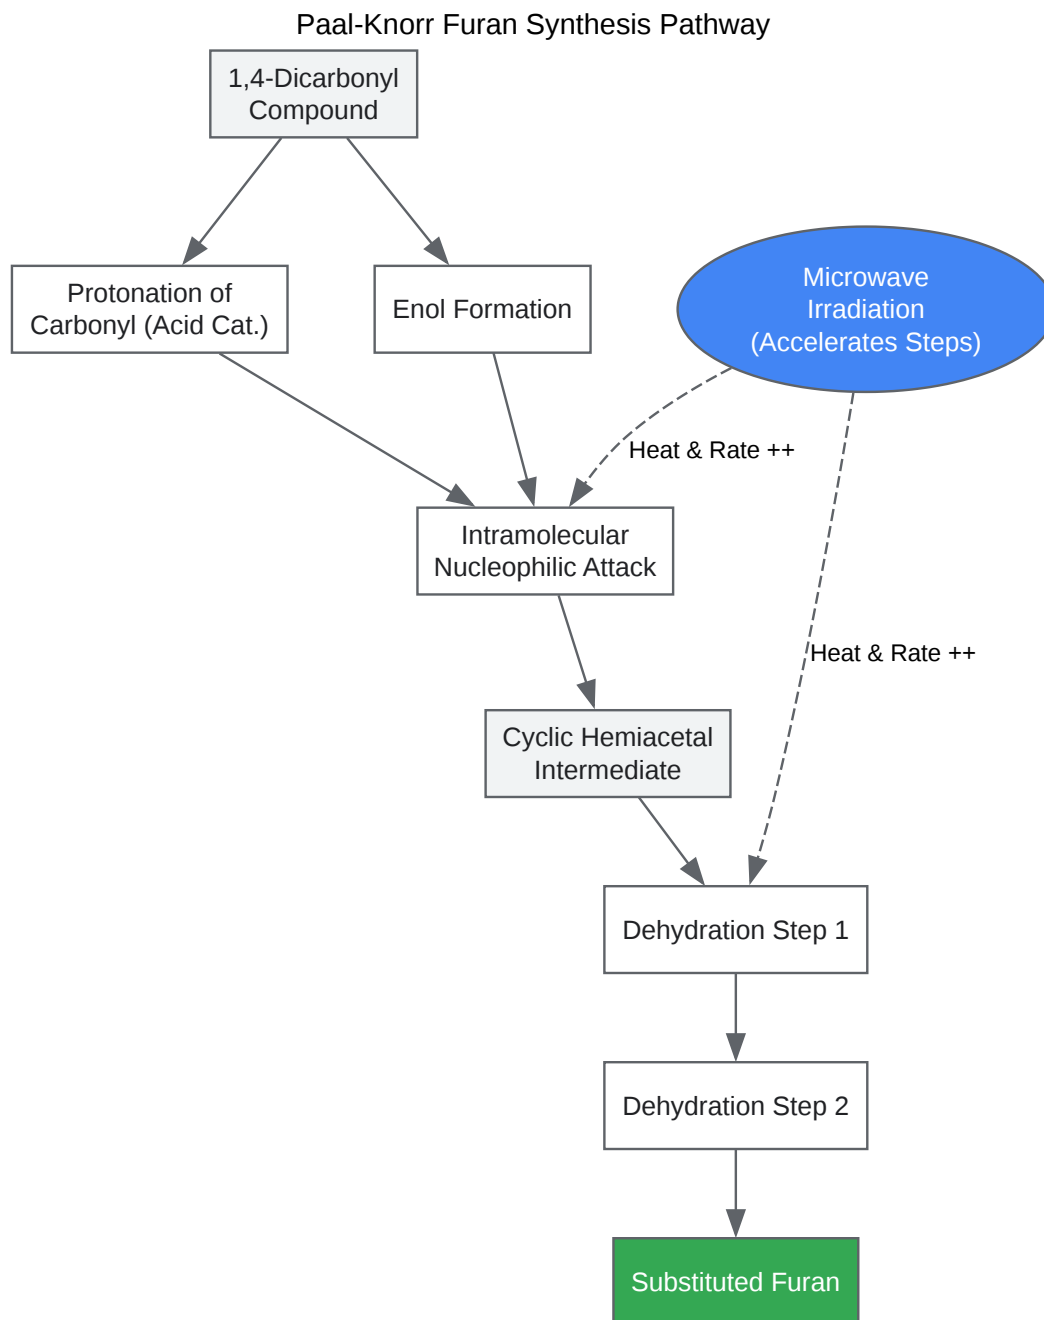 Paal-Knorr Furan Synthesis Pathway
1,4-Dicarbonyl
Compound
Protonation of
Carbonyl (Acid Cat.)
Enol Formation
Microwave
Irradiation
(Accelerates Steps)
Heat & Rate ++
Intramolecular
Nucleophilic Attack
Heat & Rate ++
Cyclic Hemiacetal
Intermediate
Dehydration Step 1
Dehydration Step 2
Substituted Furan